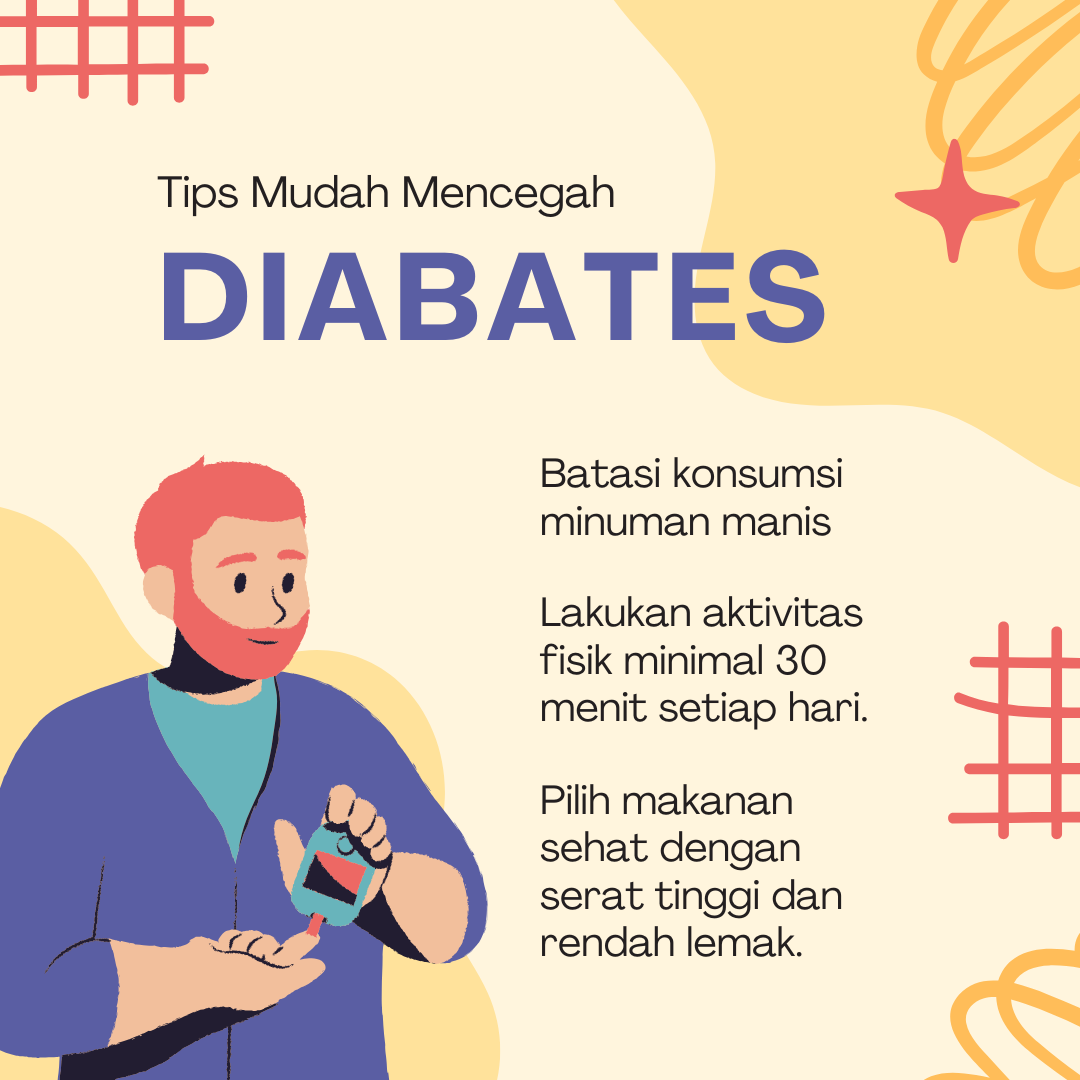 Tips Mudah Mencegah
DIABATES
Batasi konsumsi
minuman manis
Lakukan aktivitas
fisik minimal 30
menit setiap hari.
Pilih makanan
sehat dengan
serat tinggi dan
rendah lemak.